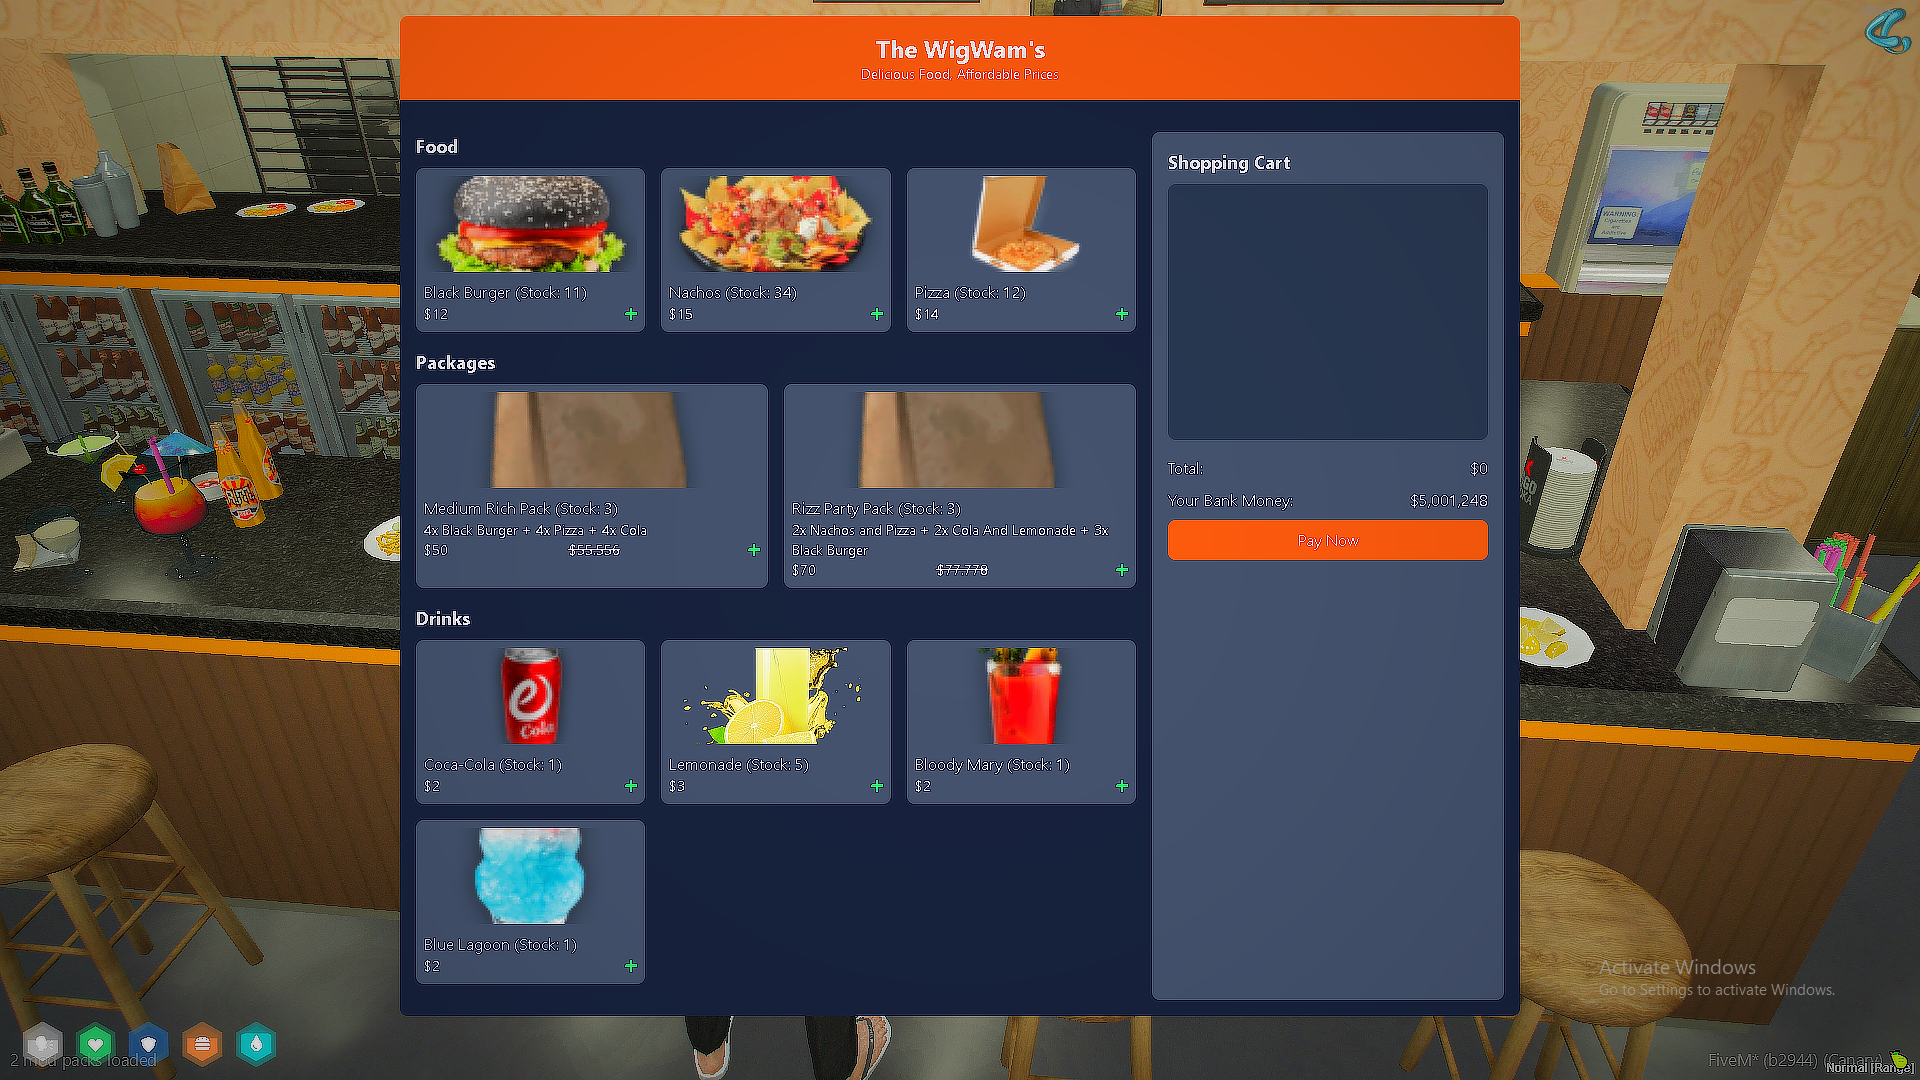 The WigWam's
Delicious Food, Affordable Prices
Food
Black Burger (Stock: 11)
$12
+
Nachos (Stock: 34)
$15
+
Pizza (Stock: 12)
$14
+
Packages
Medium Rich Pack (Stock: 3)
4x Black Burger + 4x Pizza + 4x Cola
$50 $55.556
+
Rizz Party Pack (Stock: 3)
2x Nachos and Pizza + 2x Cola And Lemonade + 3x
Black Burger
$70 $77.778
+
Drinks
Cola
Coca-Cola (Stock: 1)
$2
+
Lemonade (Stock: 5)
$3
+
Bloody Mary (Stock: 1)
$2
+
Blue Lagoon (Stock: 1)
$2
+
Shopping Cart
Total: $0
Your Bank Money: $5,001,248
Pay Now
WARNING:
Cigarettes
are
Addictive
Activate Windows
Go to Settings to activate Windows.
2 mod packs loaded
FiveM* (b2944) (Canary)
Normal [Range]